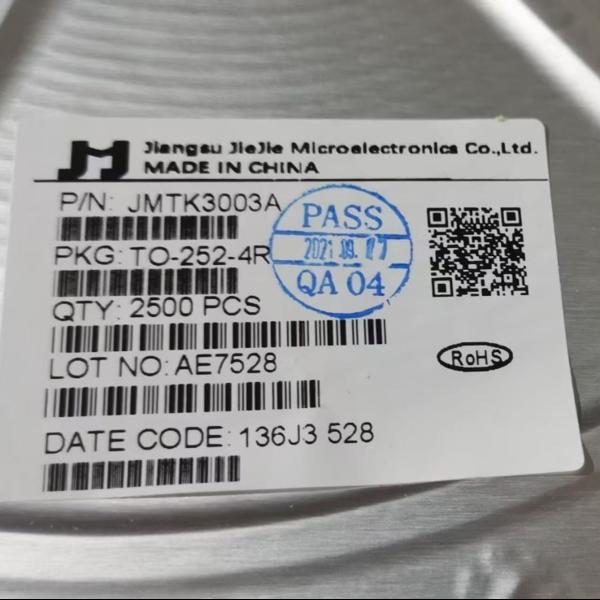 JJM
Jiangsu JieJie Microelectronics Co.,Ltd.
MADE IN CHINA
P/N: JMTK3003A
PKG: TO-252-4R
QTY: 2500 PCS
LOT NO: AE7528
DATE CODE: 136J3 528
PASS
QA 04
RoHS